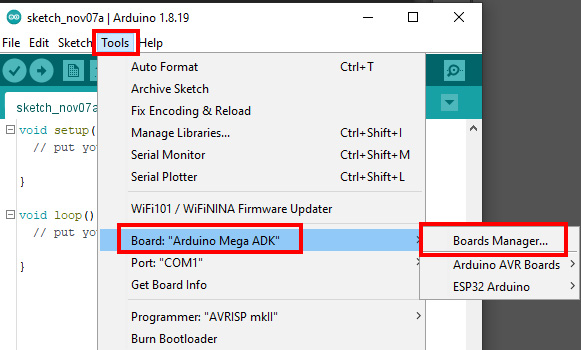 sketch_nov07a | Arduino 1.8.19
File Edit Sketch Tools Help
Auto Format Ctrl+T
Archive Sketch
sketch_nov07a
Fix Encoding & Reload
void setup(
Manage Libraries... Ctrl+Shift+I
// put you
Serial Monitor Ctrl+Shift+M
}
Serial Plotter Ctrl+Shift+L
WiFi101 / WiFiNINA Firmware Updater
void loop()
// put you
Board: "Arduino Mega ADK"
Boards Manager...
}
Port: "COM1"
Arduino AVR Boards
Get Board Info
ESP32 Arduino
Programmer: "AVRISP mkII"
Burn Bootloader